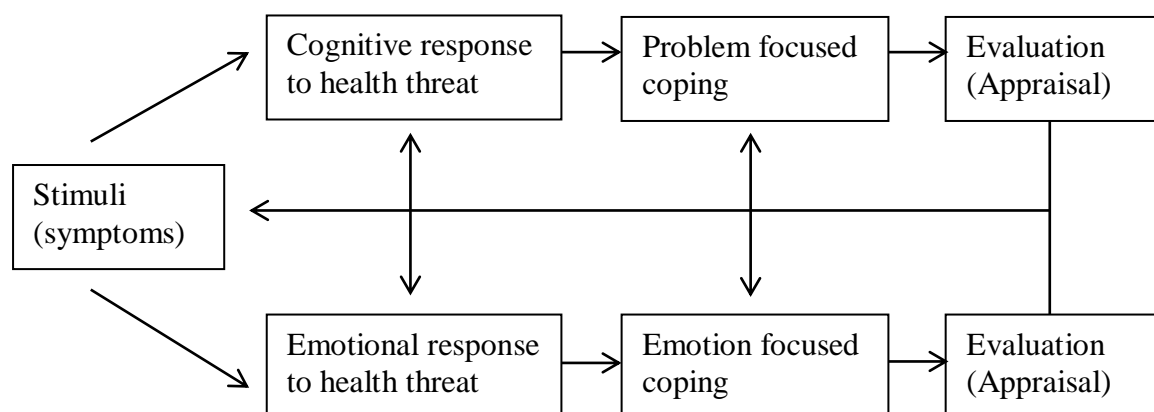 Cognitive response
to health threat
Problem focused
coping
Evaluation
(Appraisal)
Stimuli
(symptoms)
Emotional response
to health threat
Emotion focused
coping
Evaluation
(Appraisal)